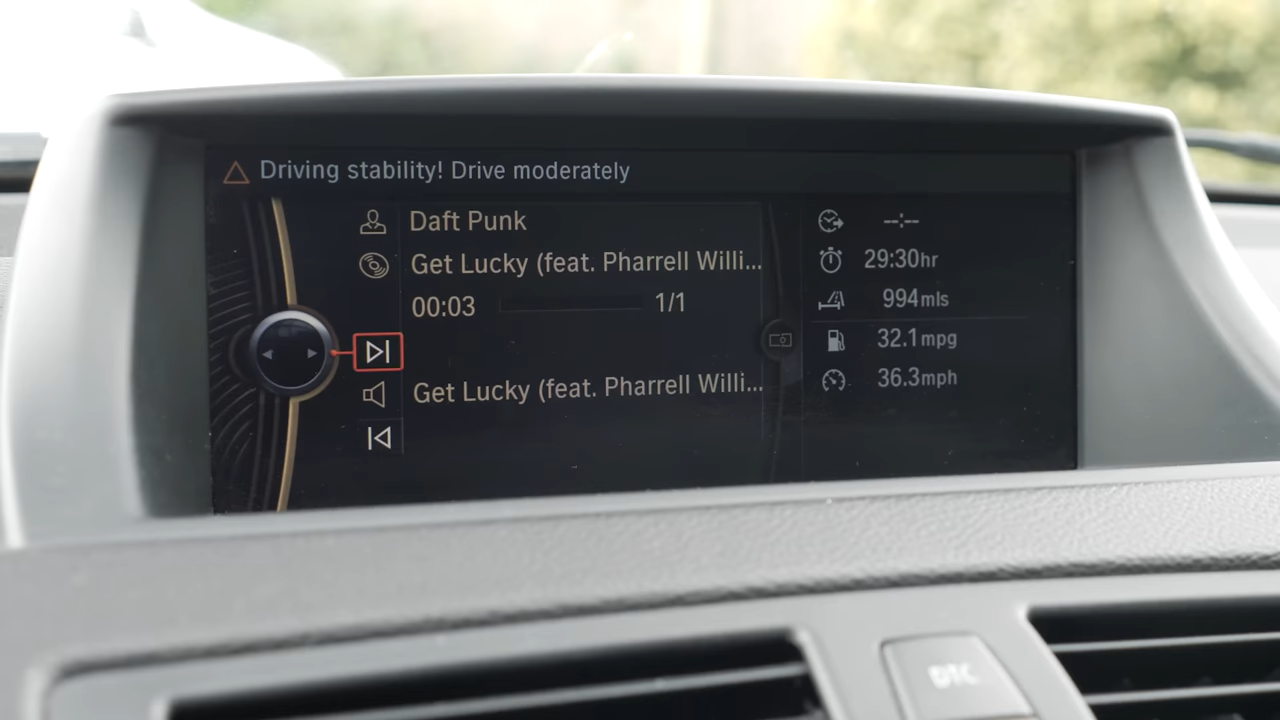 Driving stability! Drive moderately
Daft Punk
Get Lucky (feat. Pharrell Willi...
00:03 1/1
Get Lucky (feat. Pharrell Willi...
--:--
29:30hr
994mls
32.1mpg
36.3mph
DTC